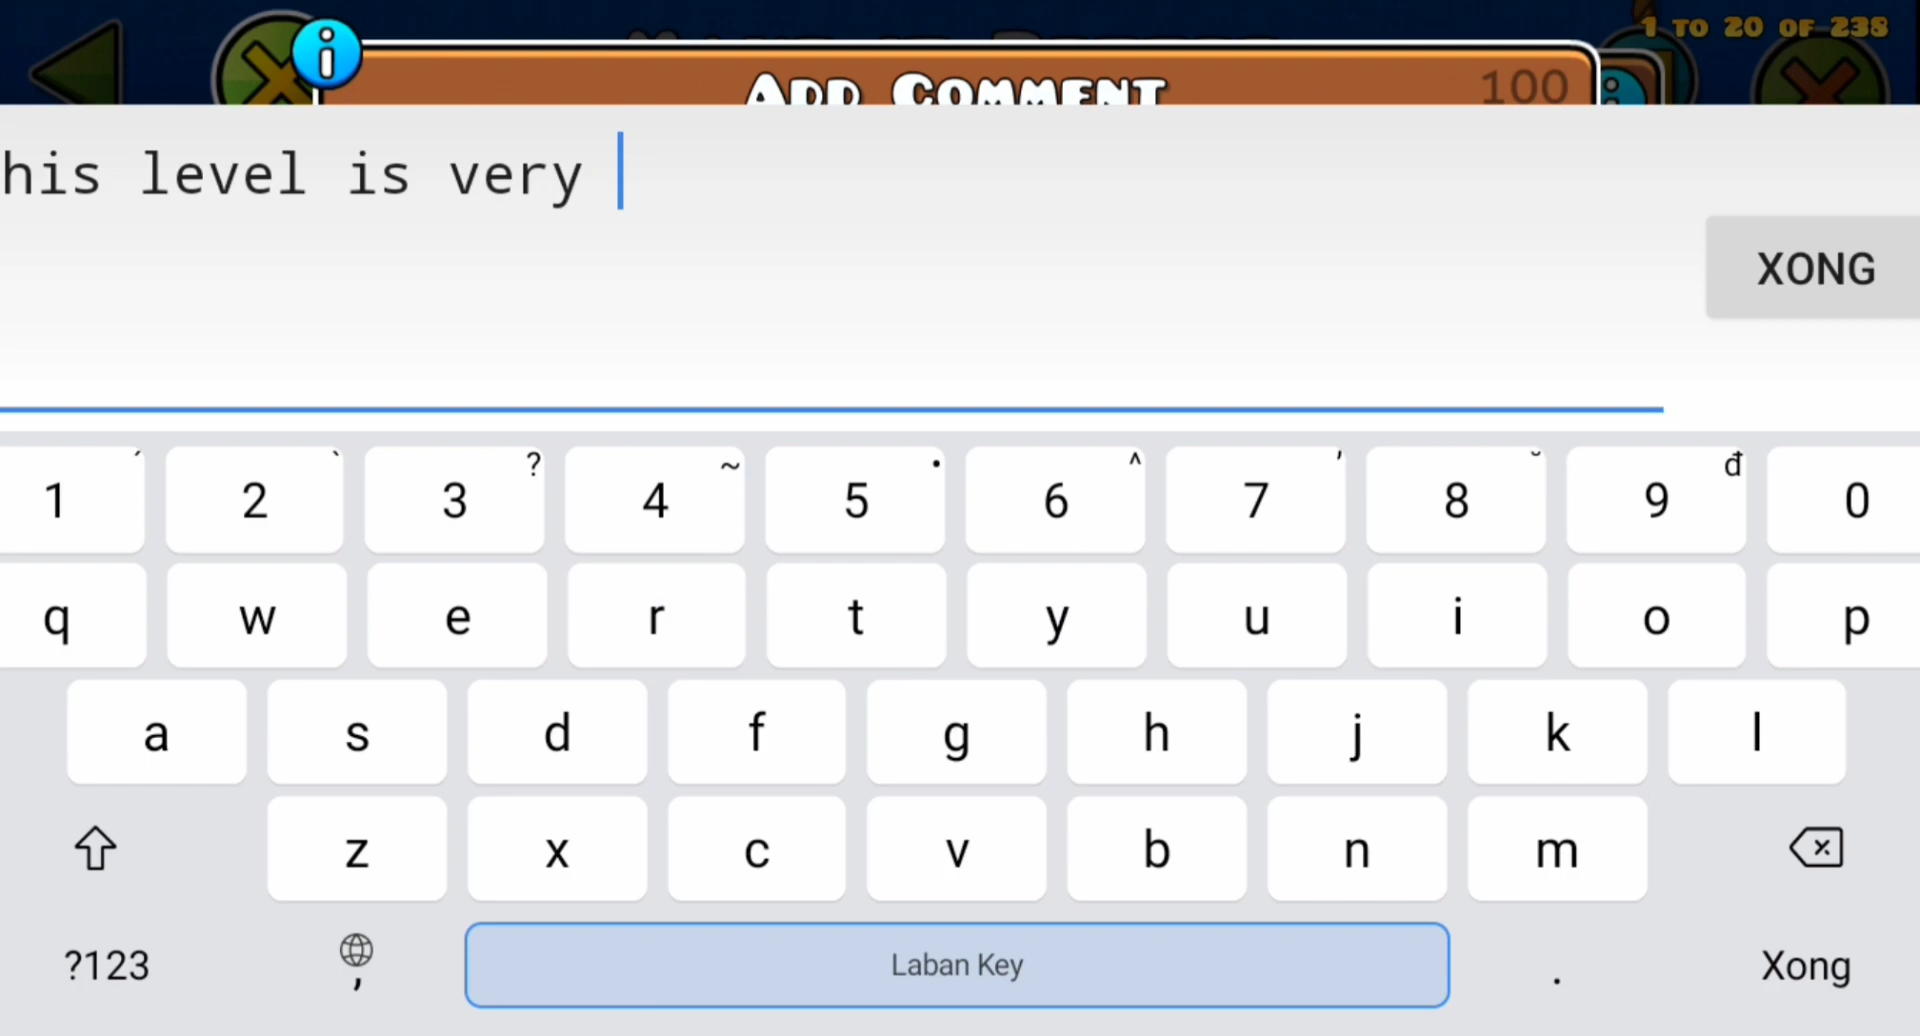 1 TO 20 OF 238
ADD COMMENT
100
his level is very
XONG
1 2 3 ? 4 ~ 5 6 ^ 7 8 9 đ 0
q w e r t y u i o p
a s d f g h j k l
z x c v b n m
?123 , Laban Key . Xong